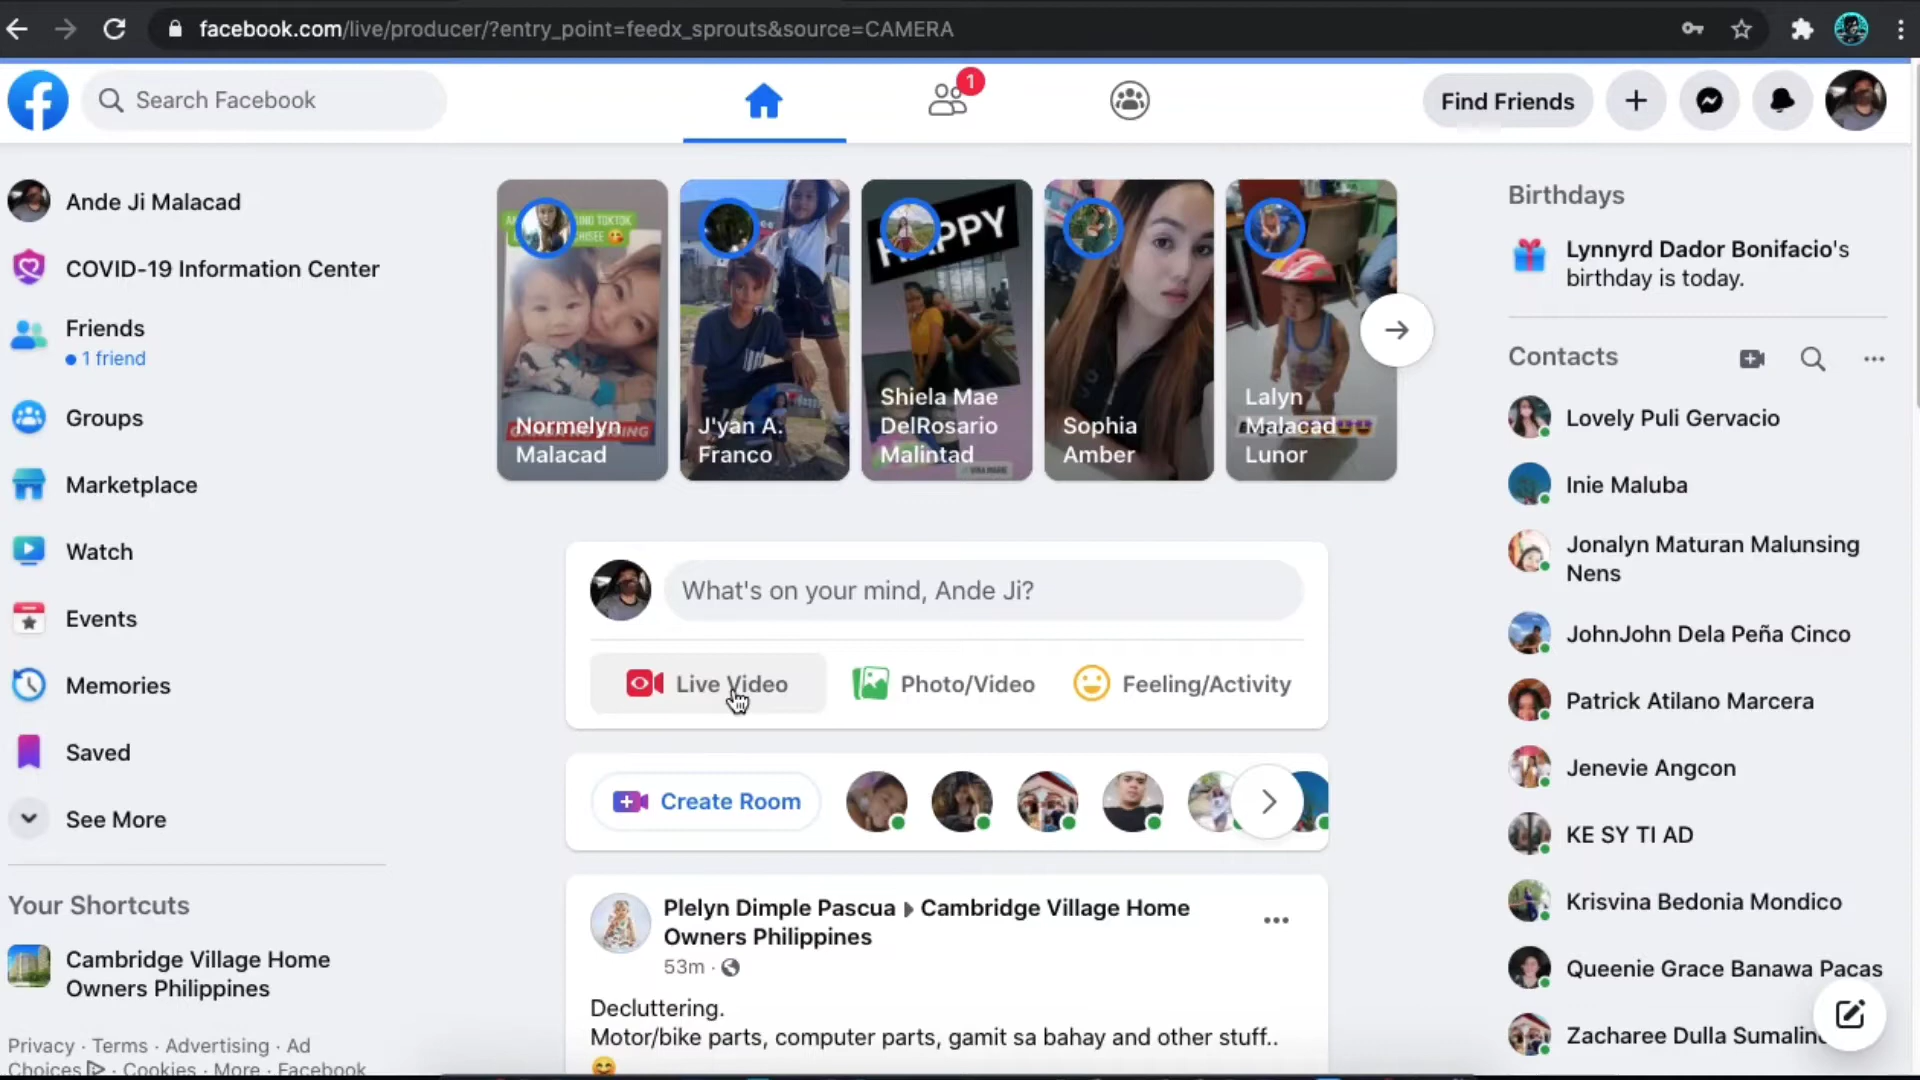 facebook.com/live/producer/?entry_point=feedx_sprouts&source=CAMERA
Search Facebook
1
Find Friends
Ande Ji Malacad
COVID-19 Information Center
Friends
1 friend
Groups
Marketplace
Watch
Events
Memories
Saved
See More
Your Shortcuts
Cambridge Village Home
Owners Philippines
Privacy · Terms · Advertising · Ad
Choices · Cookies · More · Facebook
Normelyn
Malacad
J'yan A.
Franco
HAPPY
Shiela Mae
DelRosario
Malintad
Sophia
Amber
Lalyn
Malacad
Lunor
What's on your mind, Ande Ji?
Live Video
Photo/Video
Feeling/Activity
Create Room
Plelyn Dimple Pascua ▸ Cambridge Village Home
Owners Philippines
53m ·
Decluttering.
Motor/bike parts, computer parts, gamit sa bahay and other stuff..
Birthdays
Lynnyrd Dador Bonifacio's
birthday is today.
Contacts
Lovely Puli Gervacio
Inie Maluba
Jonalyn Maturan Malunsing
Nens
JohnJohn Dela Peña Cinco
Patrick Atilano Marcera
Jenevie Angcon
KE SY TI AD
Krisvina Bedonia Mondico
Queenie Grace Banawa Pacas
Zacharee Dulla